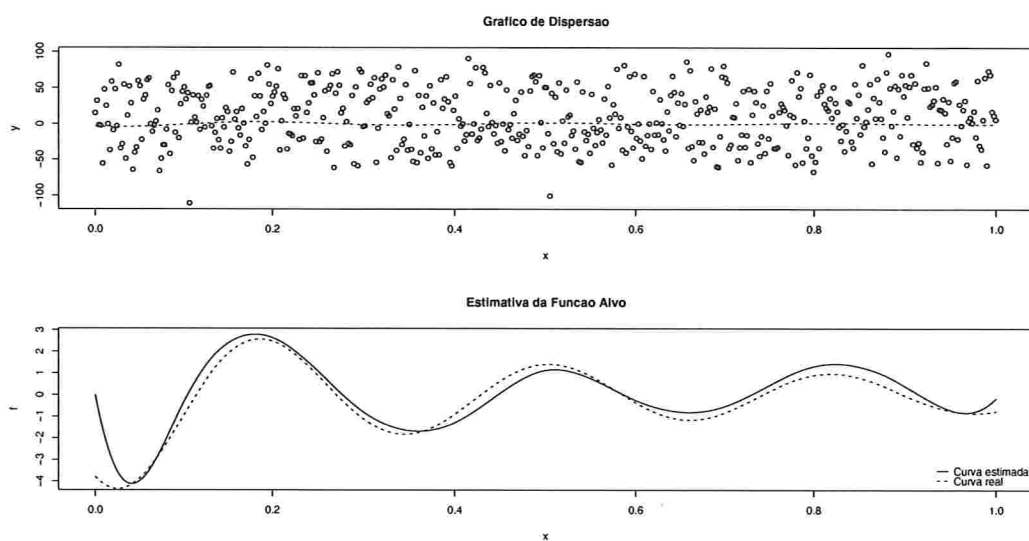 Grafico de Dispersao
100
50
0
−50
−100
y
0.0 0.2 0.4 0.6 0.8 1.0
x
Estimativa da Funcao Alvo
3
2
1
0
−1
−2
−3
−4
f
Curva estimada
Curva real
0.0 0.2 0.4 0.6 0.8 1.0
x